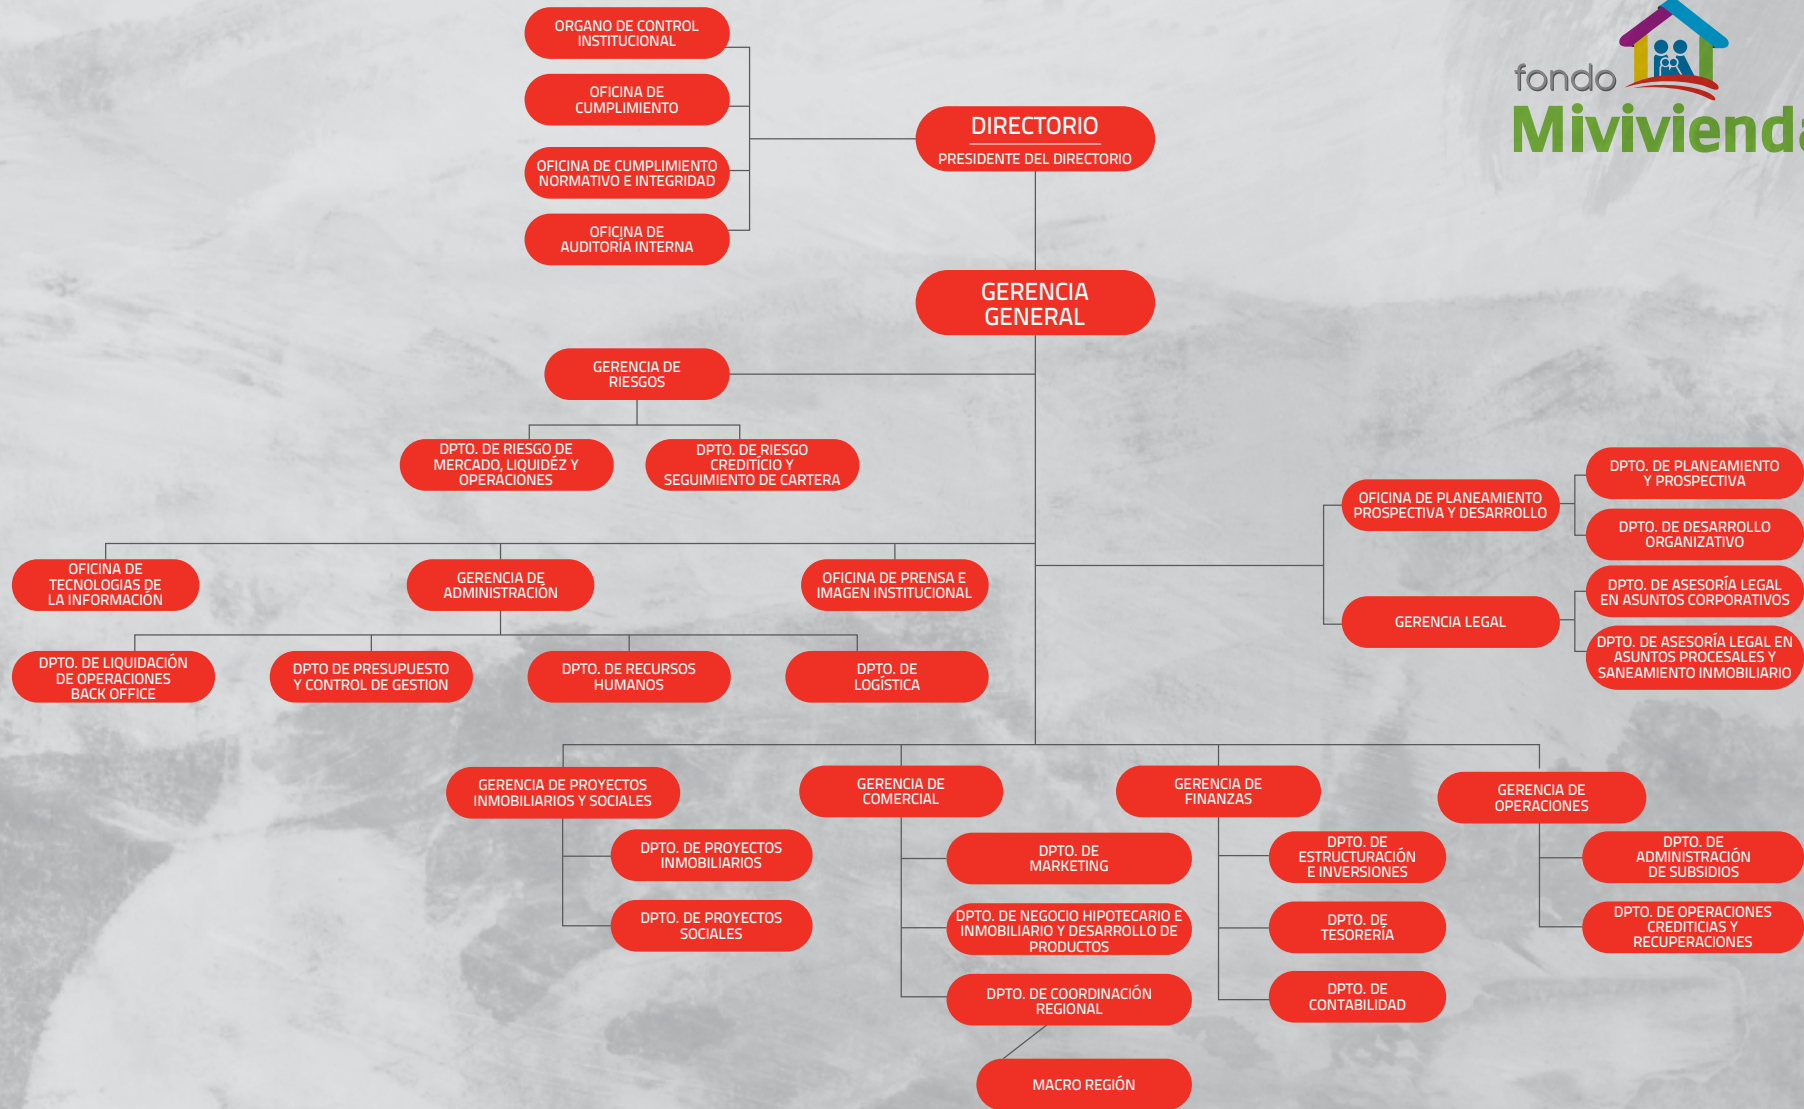 ORGANO DE CONTROL
INSTITUCIONAL
OFICINA DE
CUMPLIMIENTO
OFICINA DE CUMPLIMIENTO
NORMATIVO E INTEGRIDAD
OFICINA DE
AUDITORÍA INTERNA
DIRECTORIO
PRESIDENTE DEL DIRECTORIO
fondo
Mivivienda
GERENCIA
GENERAL
GERENCIA DE
RIESGOS
DPTO. DE RIESGO DE
MERCADO, LIQUIDÉZ Y
OPERACIONES
DPTO. DE RIESGO
CREDITÍCIO Y
SEGUIMIENTO DE CARTERA
OFICINA DE PLANEAMIENTO
PROSPECTIVA Y DESARROLLO
DPTO. DE PLANEAMIENTO
Y PROSPECTIVA
DPTO. DE DESARROLLO
ORGANIZATIVO
GERENCIA LEGAL
DPTO. DE ASESORÍA LEGAL
EN ASUNTOS CORPORATIVOS
DPTO. DE ASESORÍA LEGAL EN
ASUNTOS PROCESALES Y
SANEAMIENTO INMOBILIARIO
OFICINA DE
TECNOLOGIAS DE
LA INFORMACIÓN
GERENCIA DE
ADMINISTRACIÓN
OFICINA DE PRENSA E
IMAGEN INSTITUCIONAL
DPTO. DE LIQUIDACIÓN
DE OPERACIONES
BACK OFFICE
DPTO DE PRESUPUESTO
Y CONTROL DE GESTION
DPTO. DE RECURSOS
HUMANOS
DPTO. DE
LOGÍSTICA
GERENCIA DE PROYECTOS
INMOBILIARIOS Y SOCIALES
DPTO. DE PROYECTOS
INMOBILIARIOS
DPTO. DE PROYECTOS
SOCIALES
GERENCIA DE
COMERCIAL
DPTO. DE
MARKETING
DPTO. DE NEGOCIO HIPOTECARIO E
INMOBILIARIO Y DESARROLLO DE
PRODUCTOS
DPTO. DE COORDINACIÓN
REGIONAL
MACRO REGIÓN
GERENCIA DE
FINANZAS
DPTO. DE
ESTRUCTURACIÓN
E INVERSIONES
DPTO. DE
TESORERÍA
DPTO. DE
CONTABILIDAD
GERENCIA DE
OPERACIONES
DPTO. DE
ADMINISTRACIÓN
DE SUBSIDIOS
DPTO. DE OPERACIONES
CREDITICIAS Y
RECUPERACIONES